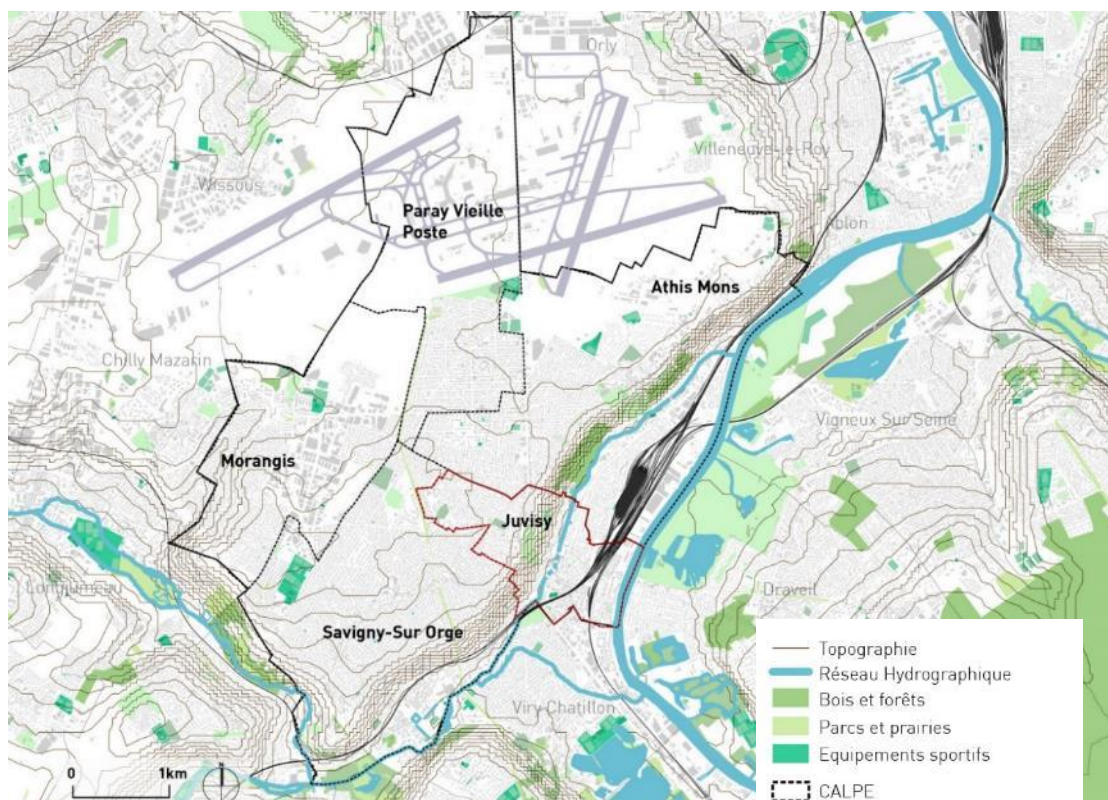 Orly
Villeneuve-le-Roy
Wissous
Paray Vieille
Poste
Ablon
Athis Mons
Chilly Mazarin
Vigneux Sur Seine
Morangis
Juvisy
Longjumeau
Draveil
Savigny-Sur Orge
Viry Chatillon
Topographie
Réseau Hydrographique
Bois et forêts
Parcs et prairies
Equipements sportifs
CALPE
0 1km
N